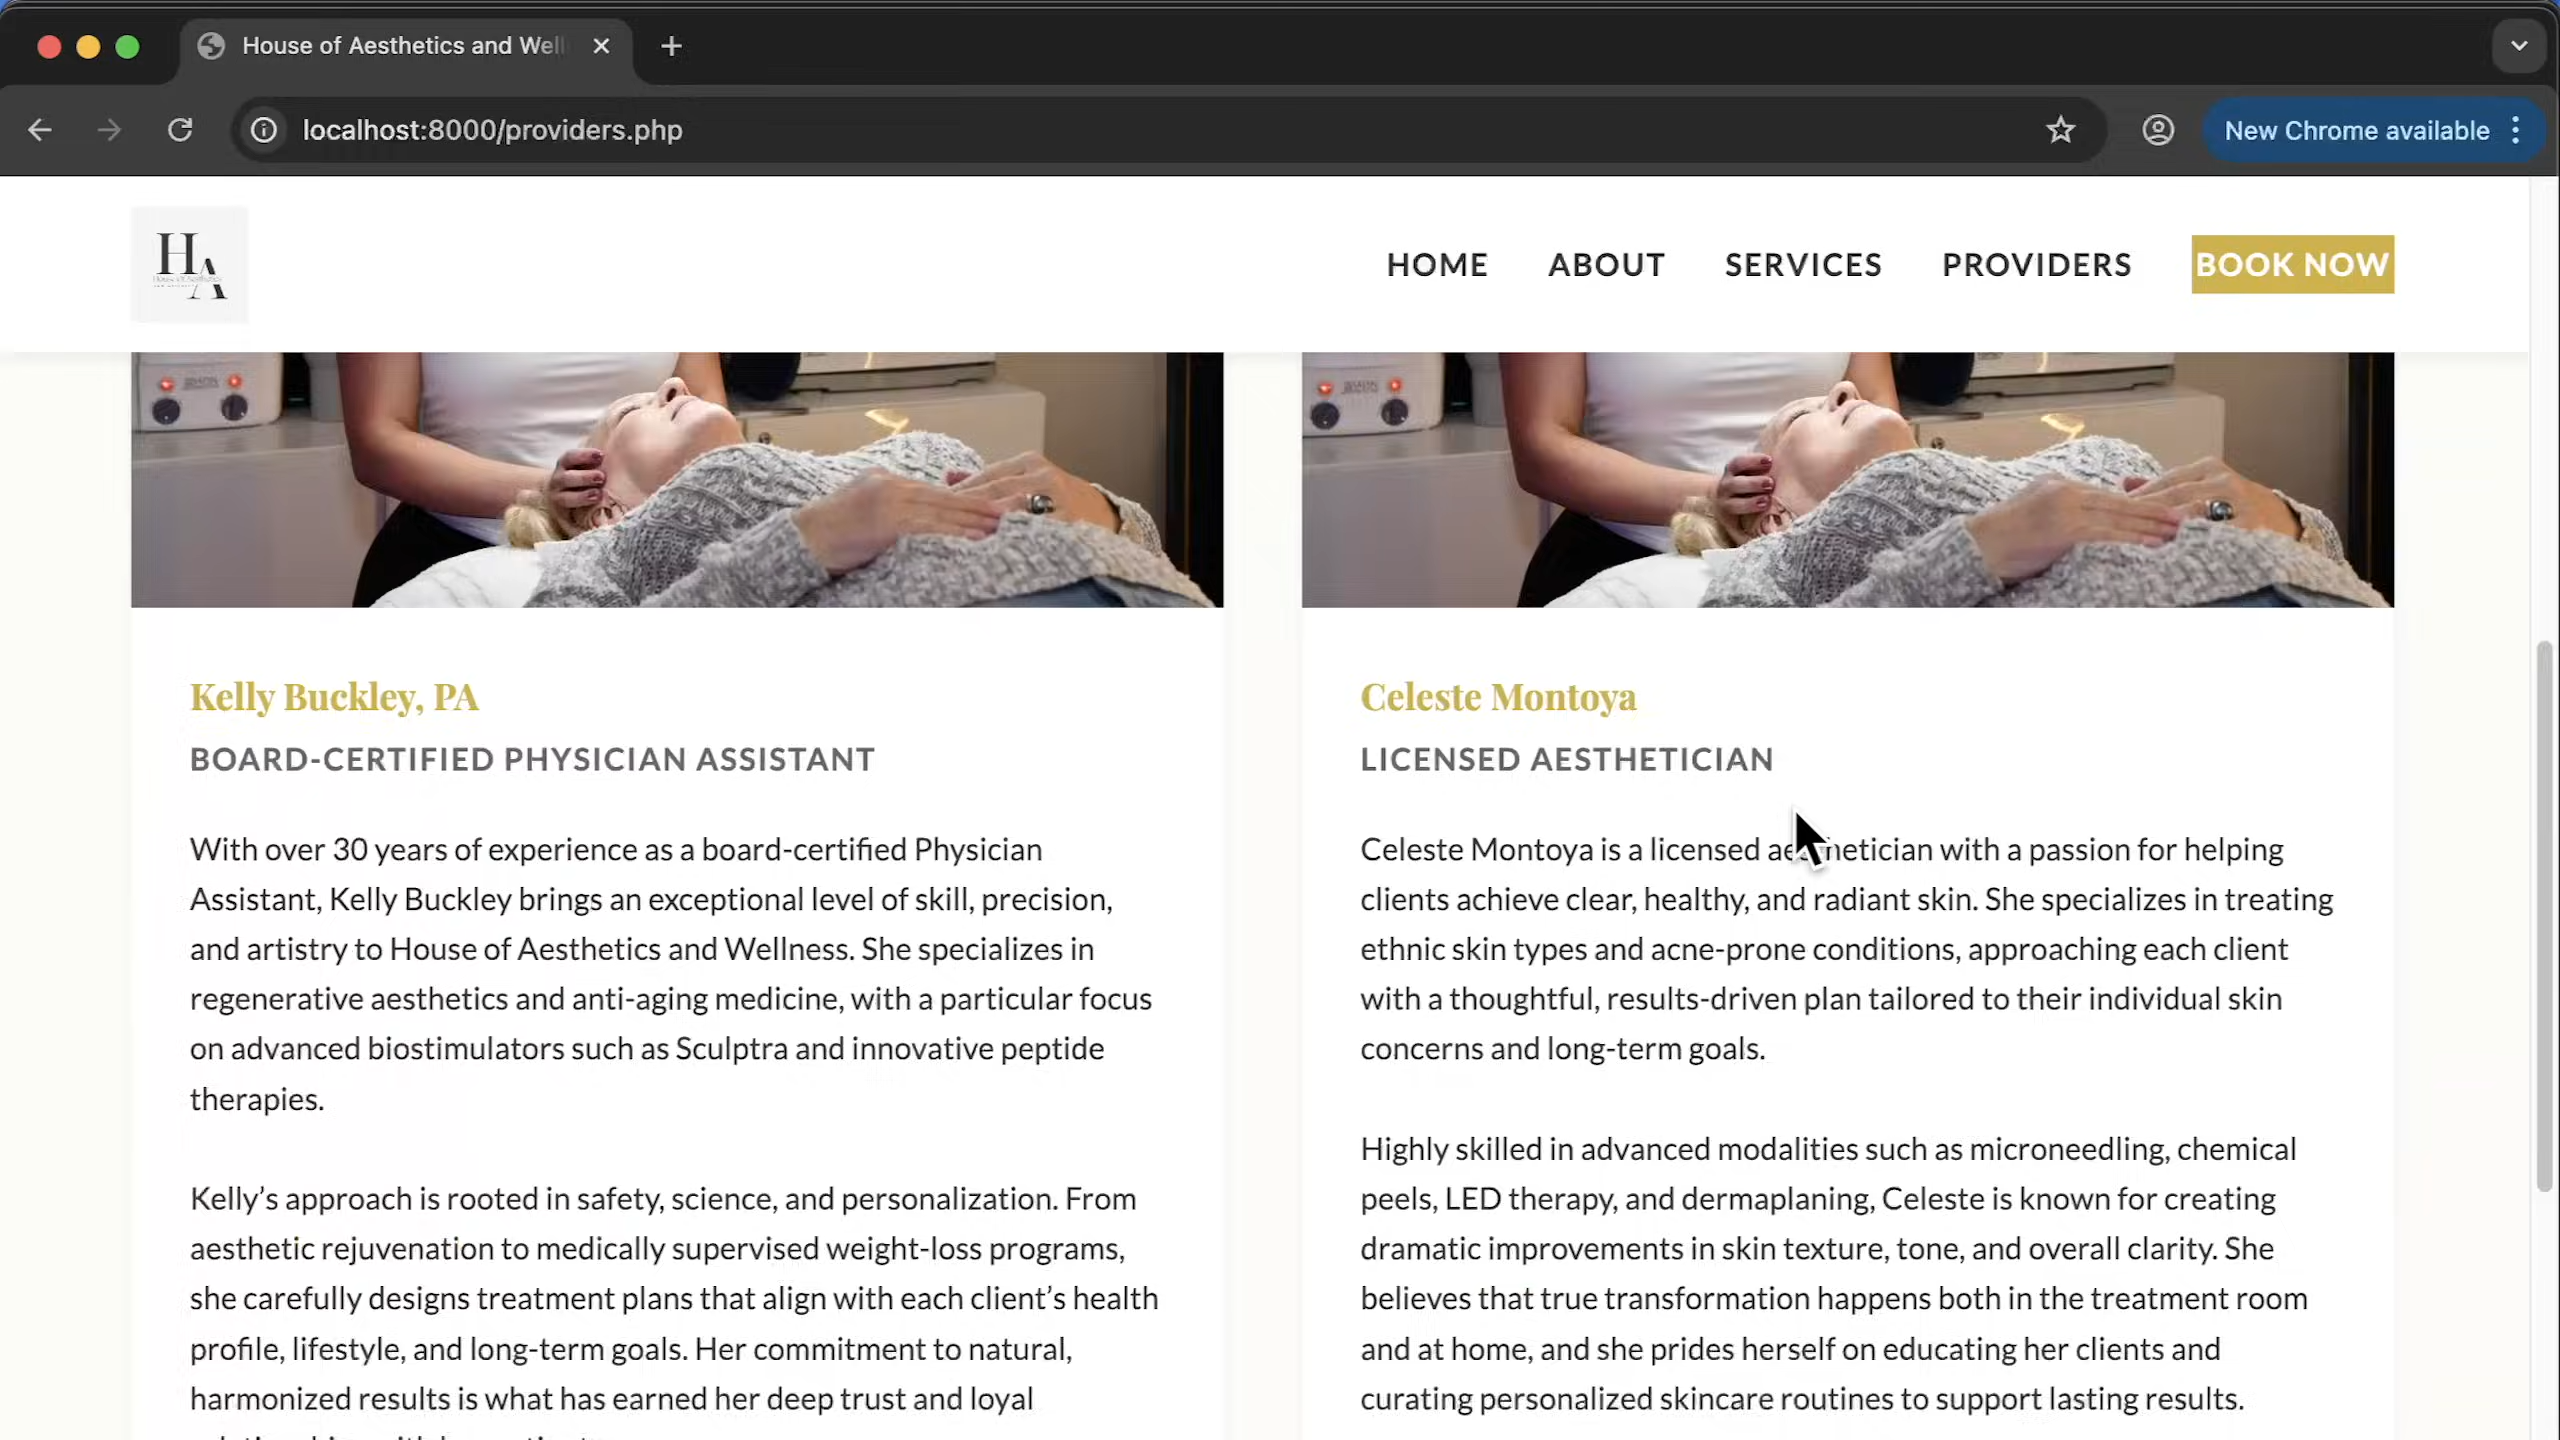 House of Aesthetics and Well
localhost:8000/providers.php
New Chrome available
HA
HOME
ABOUT
SERVICES
PROVIDERS
BOOK NOW
Kelly Buckley, PA
BOARD-CERTIFIED PHYSICIAN ASSISTANT
With over 30 years of experience as a board-certified Physician
Assistant, Kelly Buckley brings an exceptional level of skill, precision,
and artistry to House of Aesthetics and Wellness. She specializes in
regenerative aesthetics and anti-aging medicine, with a particular focus
on advanced biostimulators such as Sculptra and innovative peptide
therapies.
Kelly’s approach is rooted in safety, science, and personalization. From
aesthetic rejuvenation to medically supervised weight-loss programs,
she carefully designs treatment plans that align with each client’s health
profile, lifestyle, and long-term goals. Her commitment to natural,
harmonized results is what has earned her deep trust and loyal
Celeste Montoya
LICENSED AESTHETICIAN
Celeste Montoya is a licensed aesthetician with a passion for helping
clients achieve clear, healthy, and radiant skin. She specializes in treating
ethnic skin types and acne-prone conditions, approaching each client
with a thoughtful, results-driven plan tailored to their individual skin
concerns and long-term goals.
Highly skilled in advanced modalities such as microneedling, chemical
peels, LED therapy, and dermaplaning, Celeste is known for creating
dramatic improvements in skin texture, tone, and overall clarity. She
believes that true transformation happens both in the treatment room
and at home, and she prides herself on educating her clients and
curating personalized skincare routines to support lasting results.